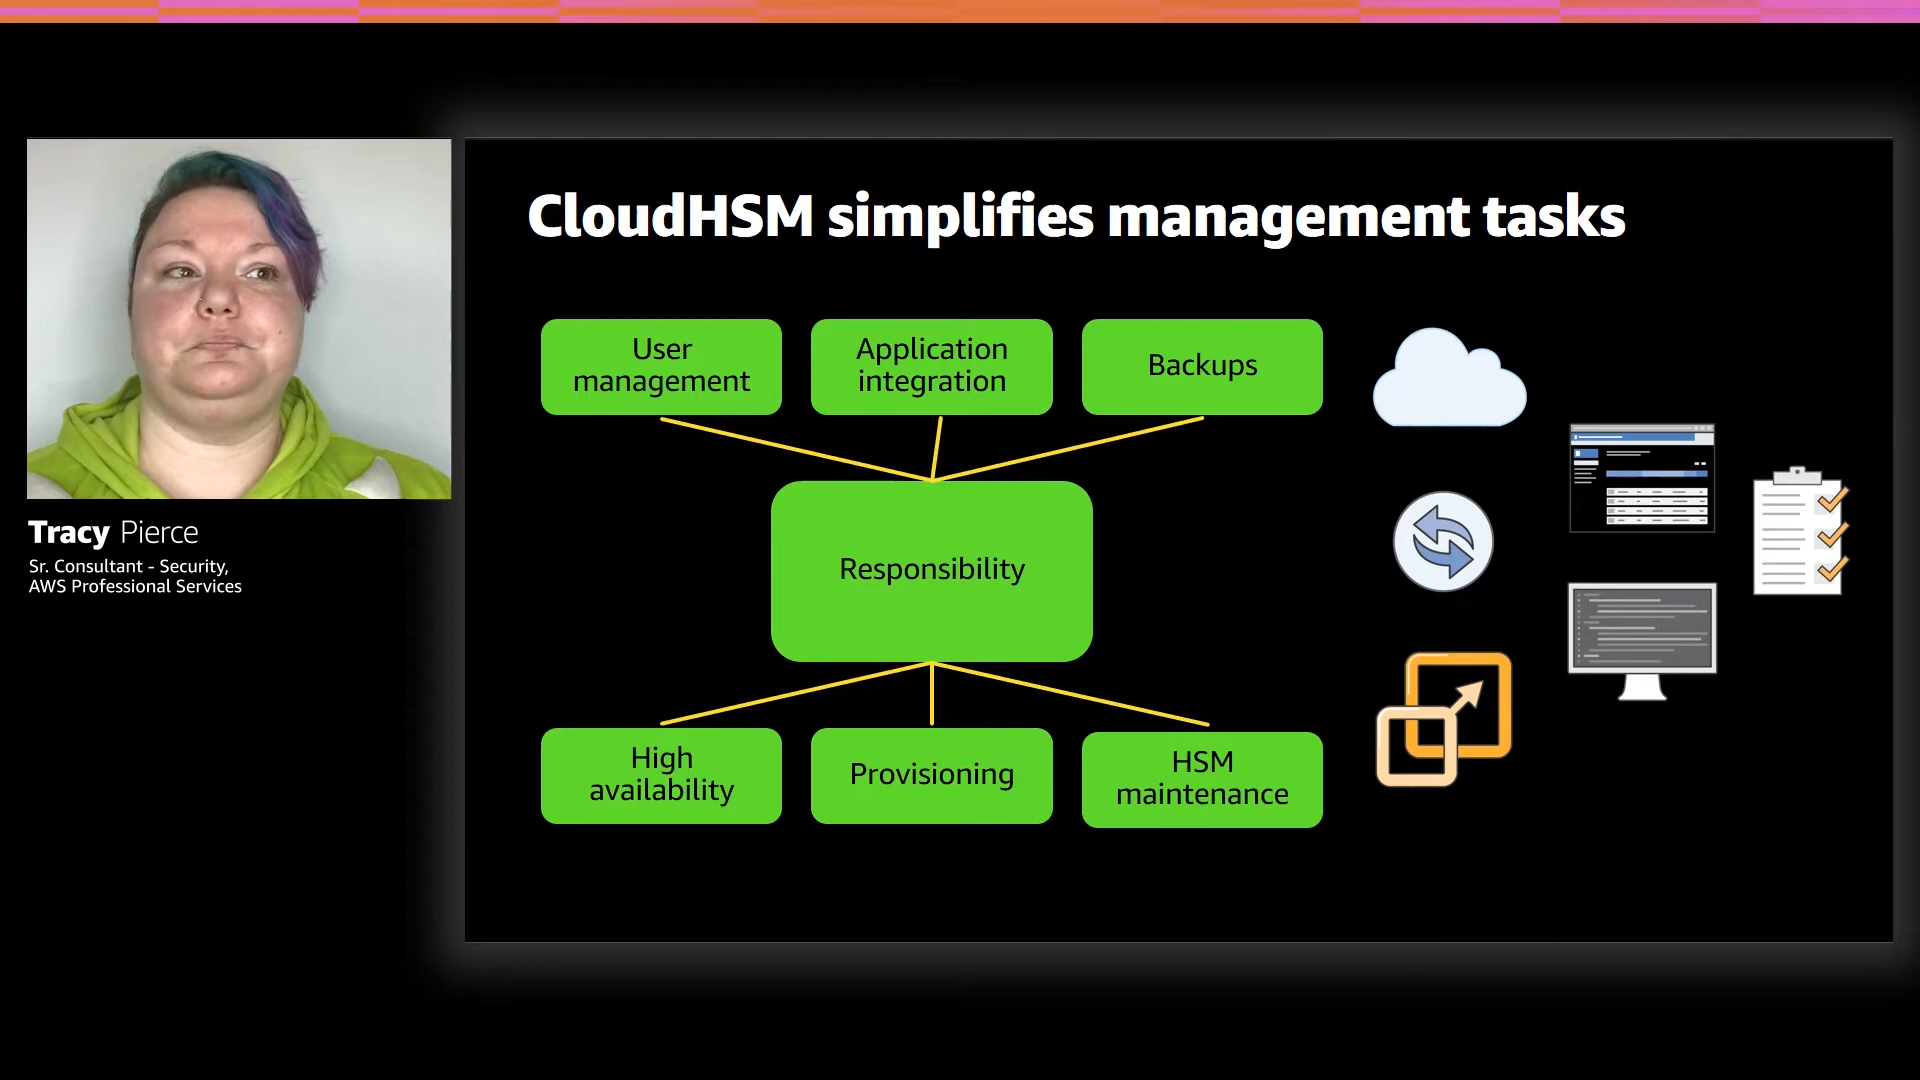 CloudHSM simplifies management tasks
User
management
Application
integration
Backups
Responsibility
High
availability
Provisioning
HSM
maintenance
Tracy Pierce
Sr. Consultant - Security,
AWS Professional Services